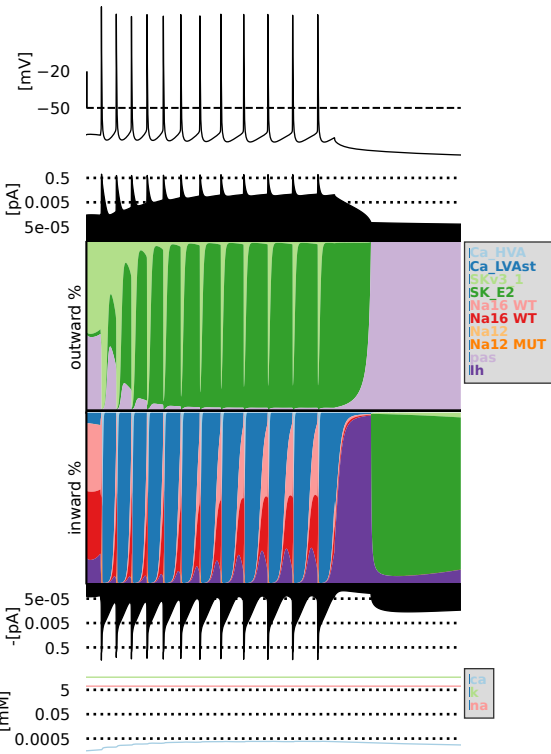 [mV]
−20
−50
[pA]
0.5
0.005
5e-05
outward %
Ca_HVA
Ca_LVAst
SKv3_1
SK_E2
Na16 WT
Na16 WT
Na12
Na12 MUT
pas
Ih
inward %
-[pA]
5e-05
0.005
0.5
[mM]
5
0.05
0.0005
ca
k
na